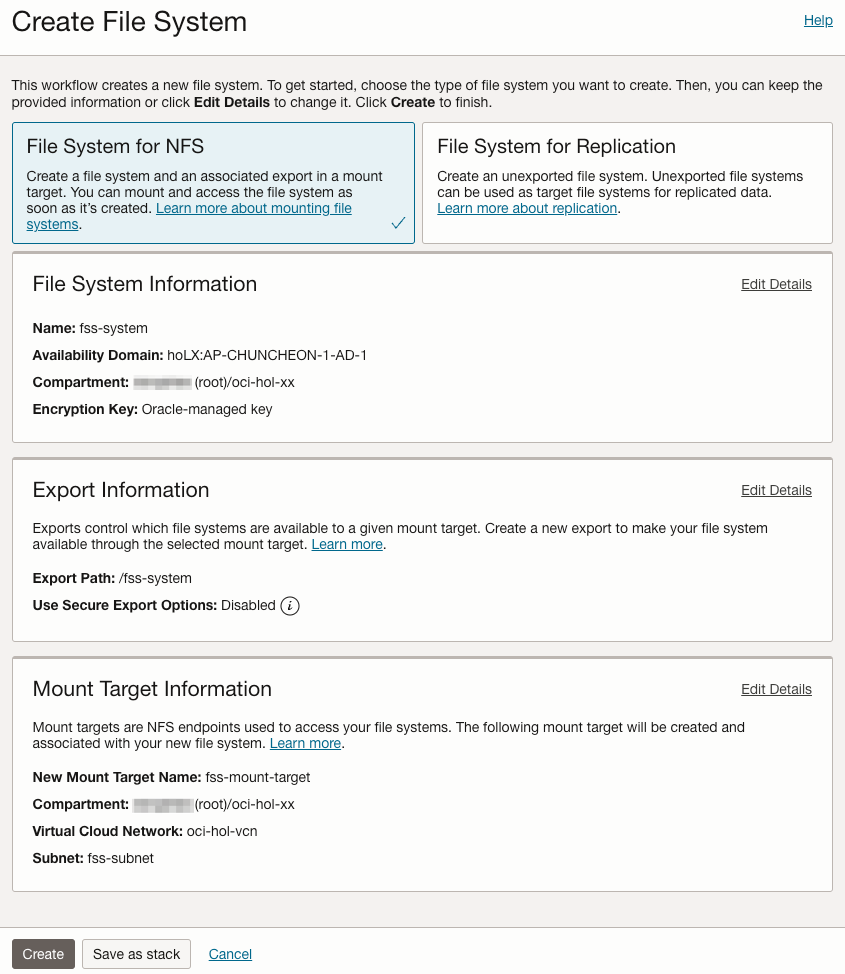 Create File System
Help
This workflow creates a new file system. To get started, choose the type of file system you want to create. Then, you can keep the
provided information or click Edit Details to change it. Click Create to finish.
File System for NFS
Create a file system and an associated export in a mount
target. You can mount and access the file system as
soon as it's created. Learn more about mounting file
systems.
File System for Replication
Create an unexported file system. Unexported file systems
can be used as target file systems for replicated data.
Learn more about replication.
File System Information
Edit Details
Name: fss-system
Availability Domain: hoLX:AP-CHUNCHEON-1-AD-1
Compartment: (root)/oci-hol-xx
Encryption Key: Oracle-managed key
Export Information
Edit Details
Exports control which file systems are available to a given mount target. Create a new export to make your file system
available through the selected mount target. Learn more.
Export Path: /fss-system
Use Secure Export Options: Disabled i
Mount Target Information
Edit Details
Mount targets are NFS endpoints used to access your file systems. The following mount target will be created and
associated with your new file system. Learn more.
New Mount Target Name: fss-mount-target
Compartment: (root)/oci-hol-xx
Virtual Cloud Network: oci-hol-vcn
Subnet: fss-subnet
Create
Save as stack
Cancel